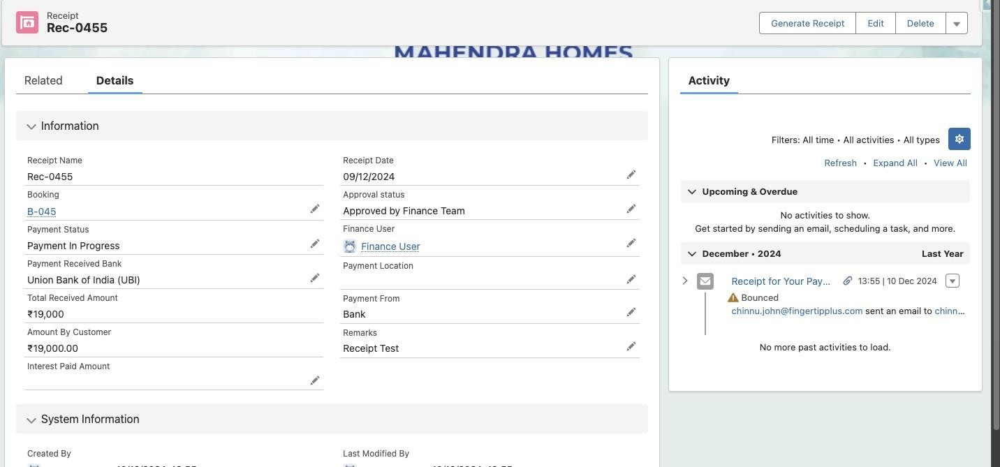 Receipt
Rec-0455
Generate Receipt
Edit
Delete
MAHENDRA HOMES
Related
Details
Information
Receipt Name
Rec-0455
Booking
B-045
Payment Status
Payment In Progress
Payment Received Bank
Union Bank of India (UBI)
Total Received Amount
₹19,000
Amount By Customer
₹19,000.00
Interest Paid Amount
Receipt Date
09/12/2024
Approval status
Approved by Finance Team
Finance User
Finance User
Payment Location
Payment From
Bank
Remarks
Receipt Test
System Information
Created By
Last Modified By
Activity
Filters: All time • All activities • All types
Refresh • Expand All • View All
Upcoming & Overdue
No activities to show.
Get started by sending an email, scheduling a task, and more.
December • 2024 Last Year
Receipt for Your Pay... 13:55 | 10 Dec 2024
Bounced
chinnu.john@fingertipplus.com sent an email to chinn...
No more past activities to load.